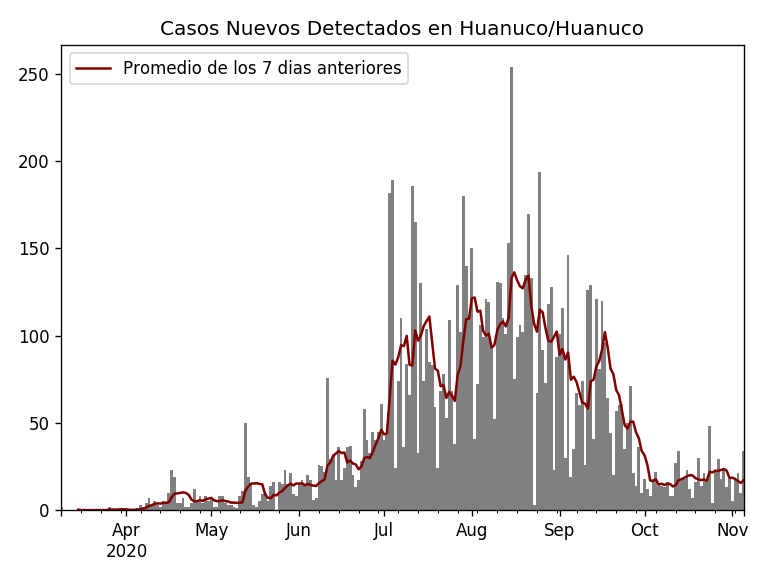 Casos Nuevos Detectados en Huanuco/Huanuco
Promedio de los 7 dias anteriores
250
200
150
100
50
0
Apr May Jun Jul Aug Sep Oct Nov
2020